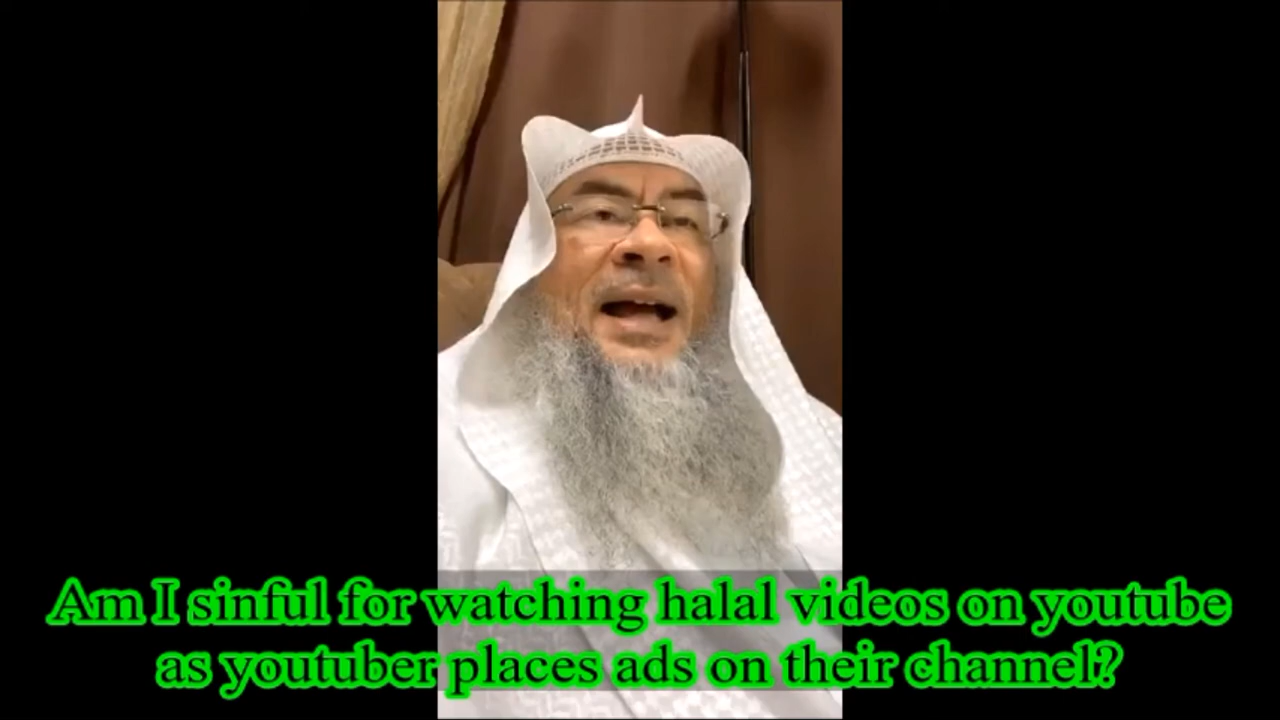 Am I sinful for watching halal videos on youtube
as youtuber places ads on their channel?